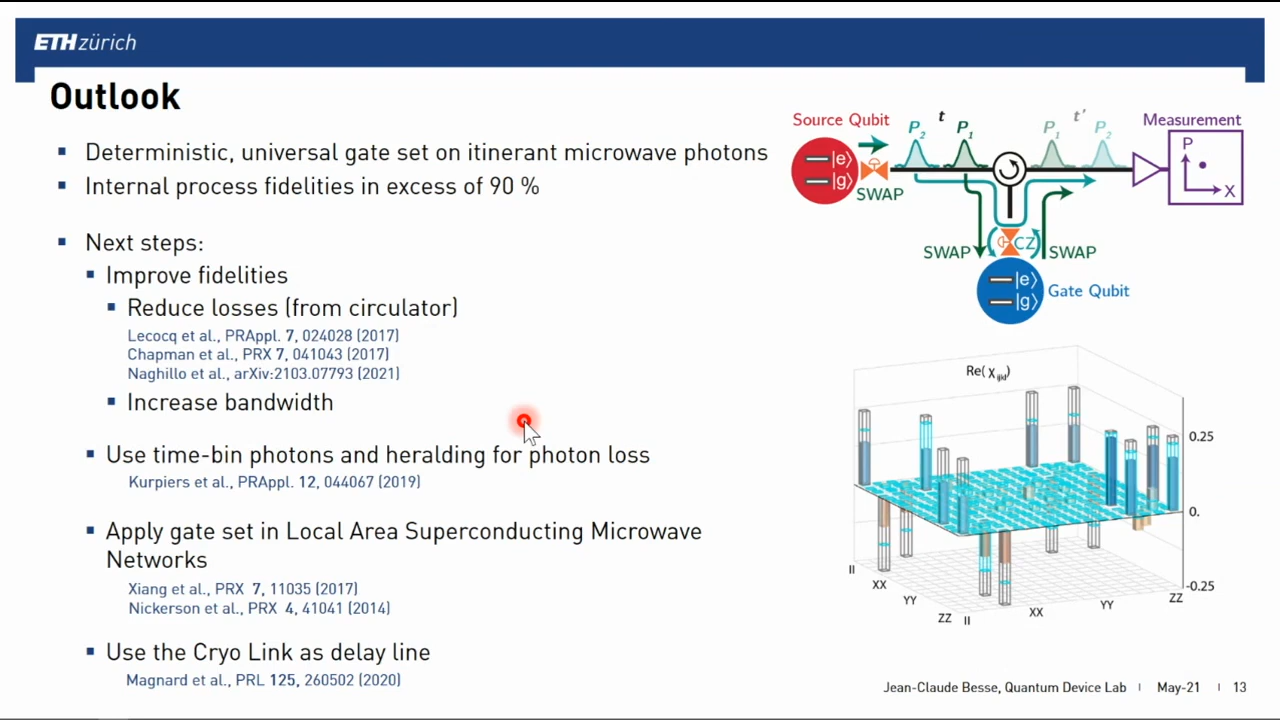 ETH zürich
Outlook
Deterministic, universal gate set on itinerant microwave photons
Internal process fidelities in excess of 90 %
Next steps:
Improve fidelities
Reduce losses (from circulator)
Lecocq et al., PRAppl. 7, 024028 (2017)
Chapman et al., PRX 7, 041043 (2017)
Naghillo et al., arXiv:2103.07793 (2021)
Increase bandwidth
Use time-bin photons and heralding for photon loss
Kurpiers et al., PRAppl. 12, 044067 (2019)
Apply gate set in Local Area Superconducting Microwave
Networks
Xiang et al., PRX 7, 11035 (2017)
Nickerson et al., PRX 4, 41041 (2014)
Use the Cryo Link as delay line
Magnard et al., PRL 125, 260502 (2020)
Source Qubit
t
t'
Measurement
P2
P1
P1
P2
|e⟩
|g⟩
SWAP
P
X
SWAP
CZ
SWAP
|e⟩
|g⟩
Gate Qubit
Re(χijkl)
0.25
0.
-0.25
II
XX
YY
ZZ
II
XX
YY
ZZ
Jean-Claude Besse, Quantum Device Lab | May-21 | 13